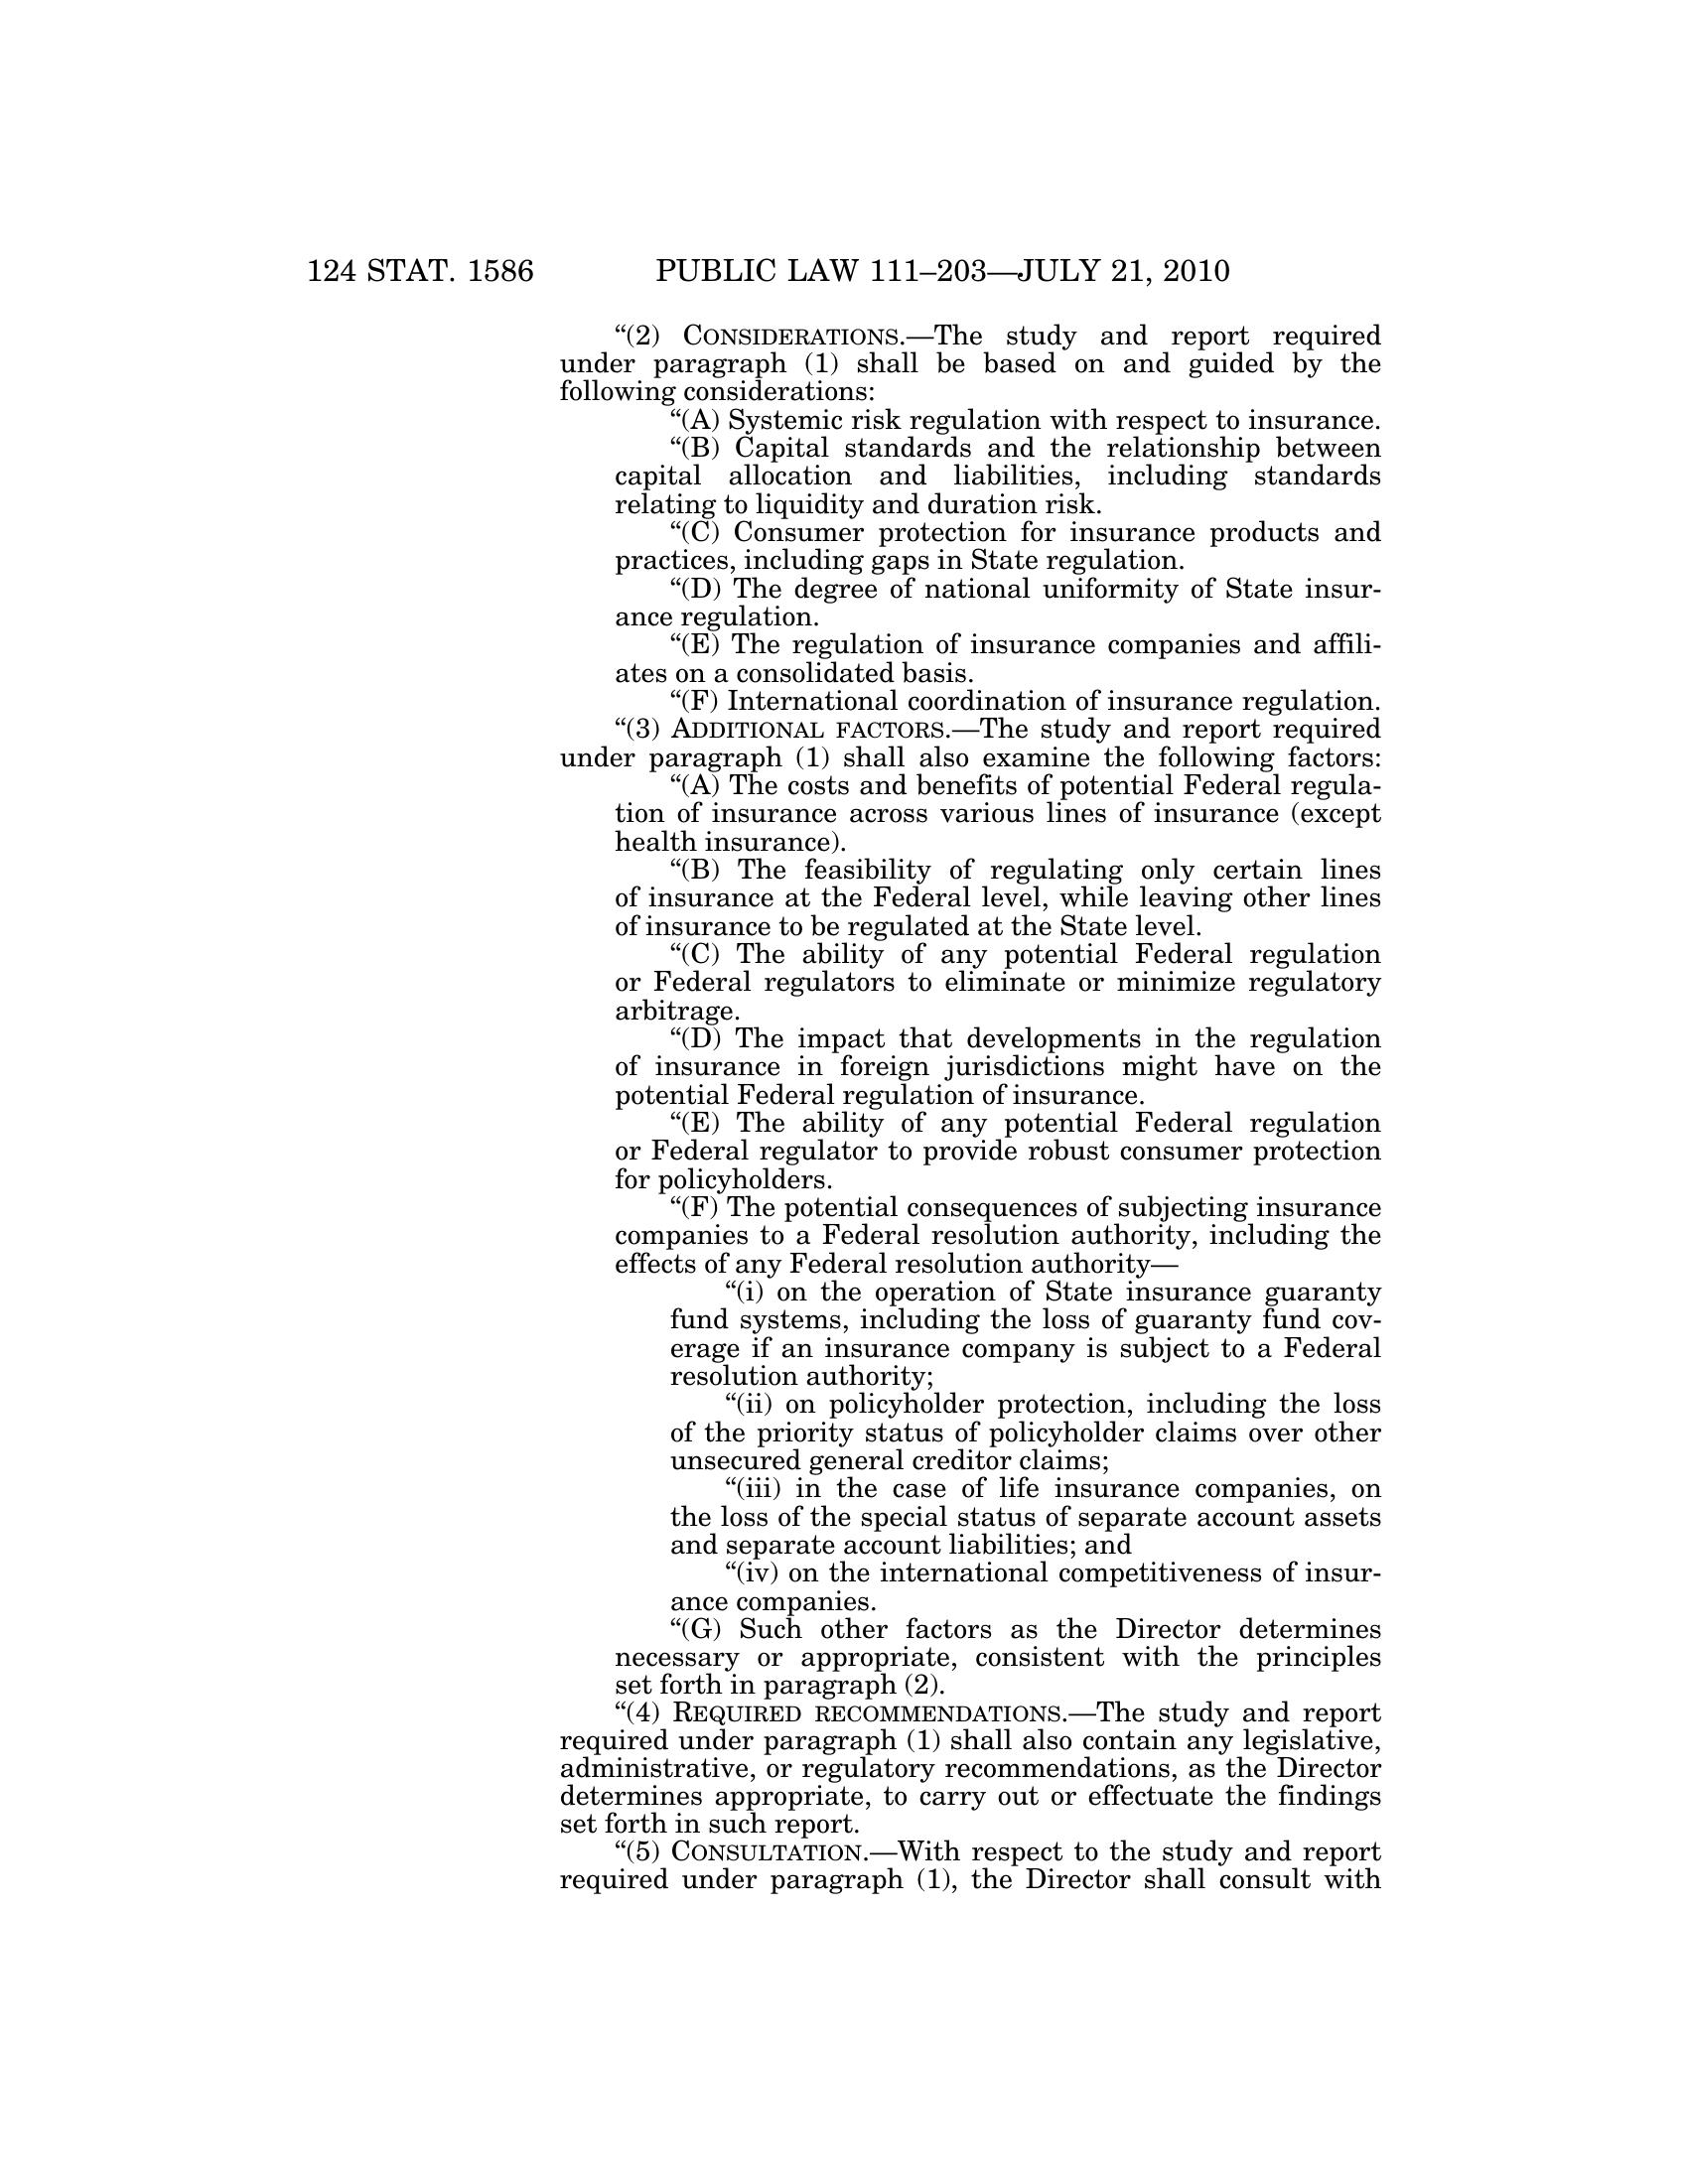 124 STAT. 1586 PUBLIC LAW 111–203—JULY 21, 2010
“(2) CONSIDERATIONS.—The study and report required
under paragraph (1) shall be based on and guided by the
following considerations:
“(A) Systemic risk regulation with respect to insurance.
“(B) Capital standards and the relationship between
capital allocation and liabilities, including standards
relating to liquidity and duration risk.
“(C) Consumer protection for insurance products and
practices, including gaps in State regulation.
“(D) The degree of national uniformity of State insur-
ance regulation.
“(E) The regulation of insurance companies and affili-
ates on a consolidated basis.
“(F) International coordination of insurance regulation.
“(3) ADDITIONAL FACTORS.—The study and report required
under paragraph (1) shall also examine the following factors:
“(A) The costs and benefits of potential Federal regula-
tion of insurance across various lines of insurance (except
health insurance).
“(B) The feasibility of regulating only certain lines
of insurance at the Federal level, while leaving other lines
of insurance to be regulated at the State level.
“(C) The ability of any potential Federal regulation
or Federal regulators to eliminate or minimize regulatory
arbitrage.
“(D) The impact that developments in the regulation
of insurance in foreign jurisdictions might have on the
potential Federal regulation of insurance.
“(E) The ability of any potential Federal regulation
or Federal regulator to provide robust consumer protection
for policyholders.
“(F) The potential consequences of subjecting insurance
companies to a Federal resolution authority, including the
effects of any Federal resolution authority—
“(i) on the operation of State insurance guaranty
fund systems, including the loss of guaranty fund cov-
erage if an insurance company is subject to a Federal
resolution authority;
“(ii) on policyholder protection, including the loss
of the priority status of policyholder claims over other
unsecured general creditor claims;
“(iii) in the case of life insurance companies, on
the loss of the special status of separate account assets
and separate account liabilities; and
“(iv) on the international competitiveness of insur-
ance companies.
“(G) Such other factors as the Director determines
necessary or appropriate, consistent with the principles
set forth in paragraph (2).
“(4) REQUIRED RECOMMENDATIONS.—The study and report
required under paragraph (1) shall also contain any legislative,
administrative, or regulatory recommendations, as the Director
determines appropriate, to carry out or effectuate the findings
set forth in such report.
“(5) CONSULTATION.—With respect to the study and report
required under paragraph (1), the Director shall consult with